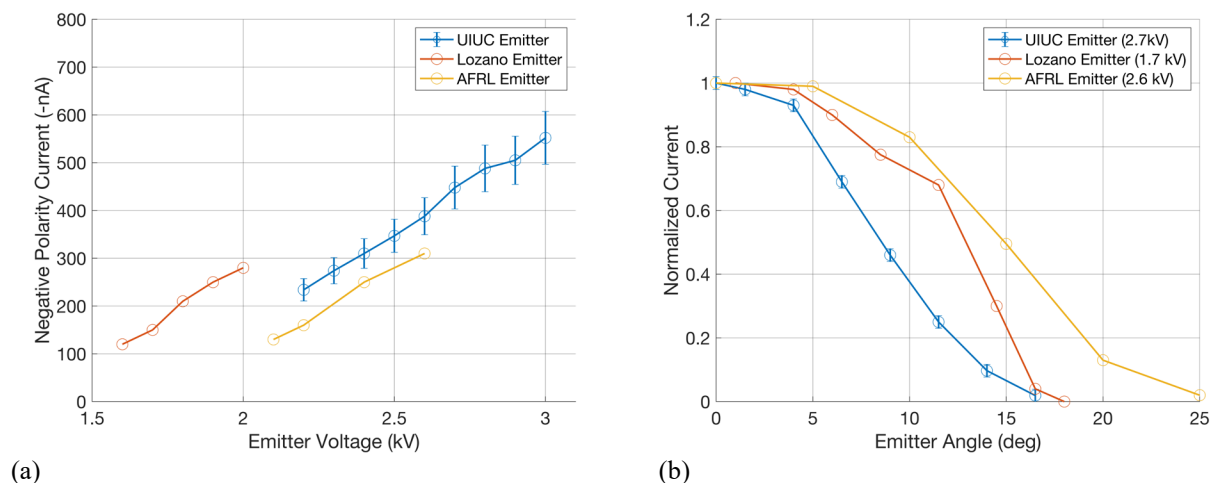 800
700
600
500
400
300
200
100
0
1.5
2
2.5
3
Negative Polarity Current (-nA)
Emitter Voltage (kV)
UIUC Emitter
Lozano Emitter
AFRL Emitter
(a)
1.2
1
0.8
0.6
0.4
0.2
0
0
5
10
15
20
25
Normalized Current
Emitter Angle (deg)
UIUC Emitter (2.7kV)
Lozano Emitter (1.7 kV)
AFRL Emitter (2.6 kV)
(b)